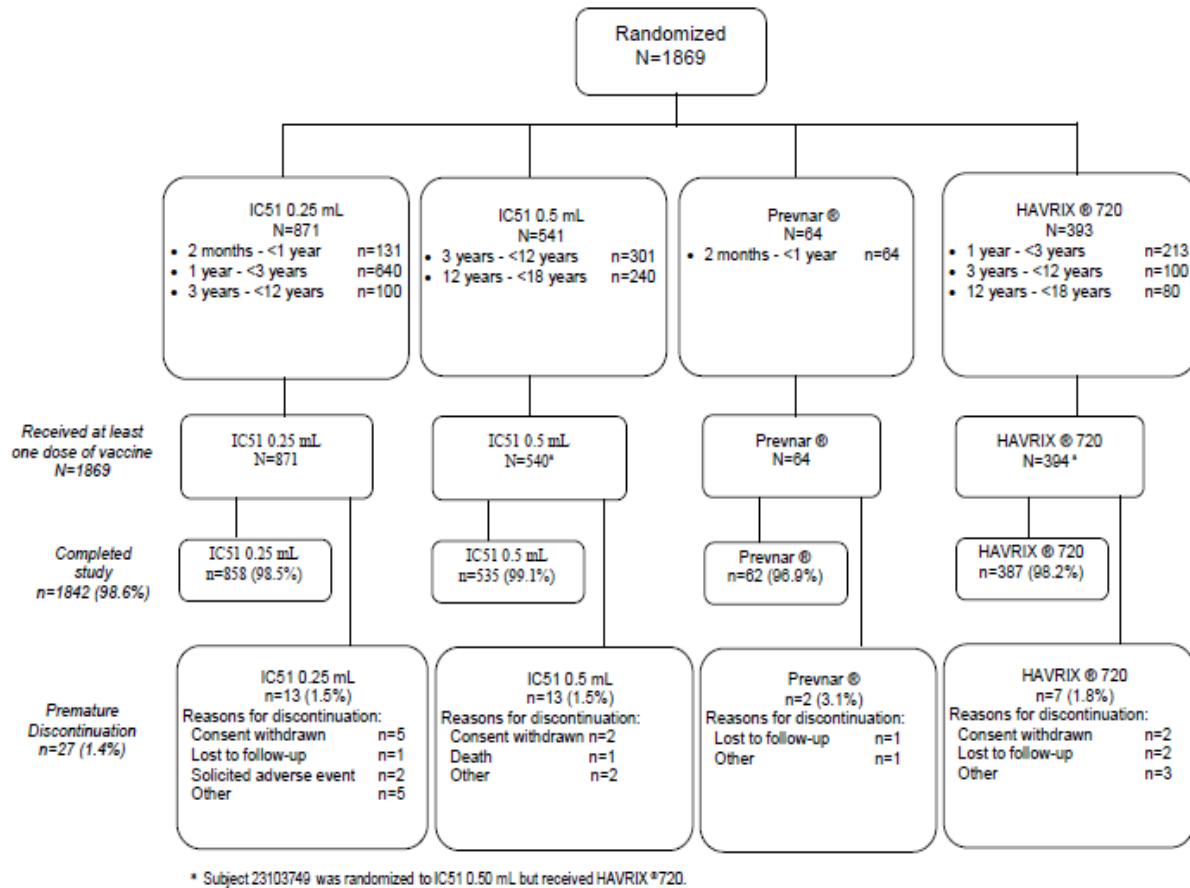 Randomized
N=1869
IC51 0.25 mL
N=871
• 2 months - <1 year n=131
• 1 year - <3 years n=640
• 3 years - <12 years n=100
IC51 0.5 mL
N=541
• 3 years - <12 years n=301
• 12 years - <18 years n=240
Prevnar ®
N=64
• 2 months - <1 year n=64
HAVRIX ® 720
N=393
• 1 year - <3 years n=213
• 3 years - <12 years n=100
• 12 years - <18 years n=80
Received at least
one dose of vaccine
N=1869
IC51 0.25 mL
N=871
IC51 0.5 mL
N=540ª
Prevnar ®
N=64
HAVRIX ® 720
N=394 ª
Completed
study
n=1842 (98.6%)
IC51 0.25 mL
n=858 (98.5%)
IC51 0.5 mL
n=535 (99.1%)
Prevnar ®
n=62 (96.9%)
HAVRIX ® 720
n=387 (98.2%)
Premature
Discontinuation
n=27 (1.4%)
IC51 0.25 mL
n=13 (1.5%)
Reasons for discontinuation:
Consent withdrawn n=5
Lost to follow-up n=1
Solicited adverse event n=2
Other n=5
IC51 0.5 mL
n=13 (1.5%)
Reasons for discontinuation:
Consent withdrawn n=2
Death n=1
Other n=2
Prevnar ®
n=2 (3.1%)
Reasons for discontinuation:
Lost to follow-up n=1
Other n=1
HAVRIX ® 720
n=7 (1.8%)
Reasons for discontinuation:
Consent withdrawn n=2
Lost to follow-up n=2
Other n=3
ª Subject 23103749 was randomized to IC51 0.50 mL but received HAVRIX ®720.